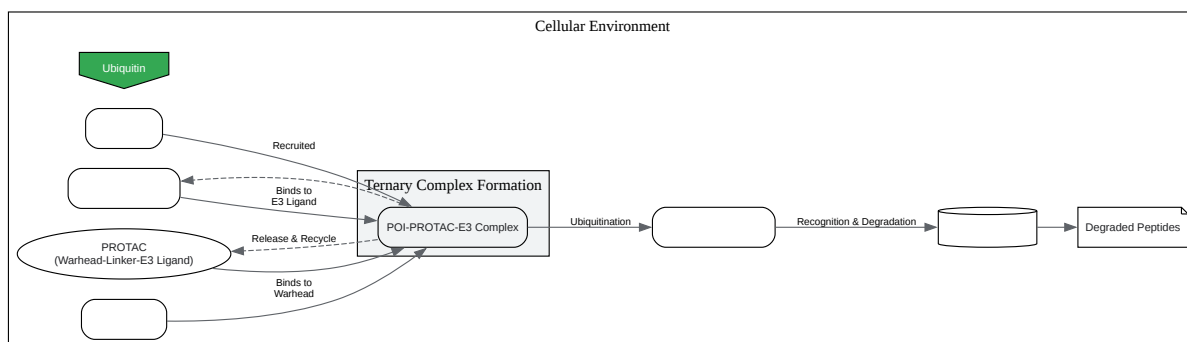 Cellular Environment
Ubiquitin
Recruited
Ternary Complex Formation
Binds to
E3 Ligand
POI-PROTAC-E3 Complex
Ubiquitination
Recognition & Degradation
Degraded Peptides
Release & Recycle
PROTAC
(Warhead-Linker-E3 Ligand)
Binds to
Warhead